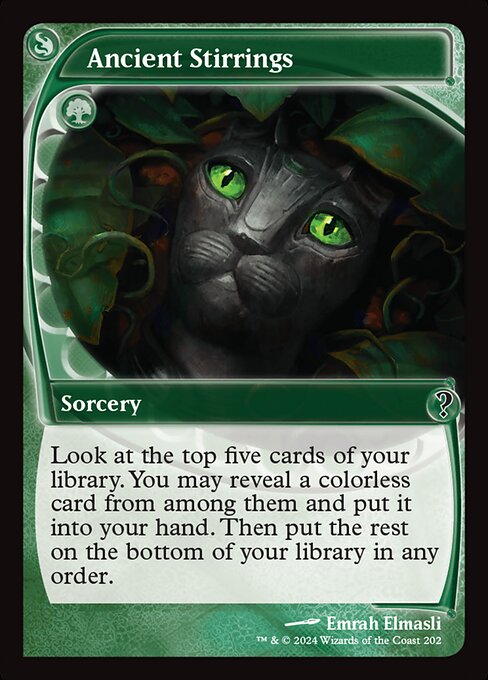 Ancient Stirrings
Sorcery
Look at the top five cards of your
library. You may reveal a colorless
card from among them and put it
into your hand. Then put the rest
on the bottom of your library in any
order.
Emrah Elmasli
™ & © 2024 Wizards of the Coast 202